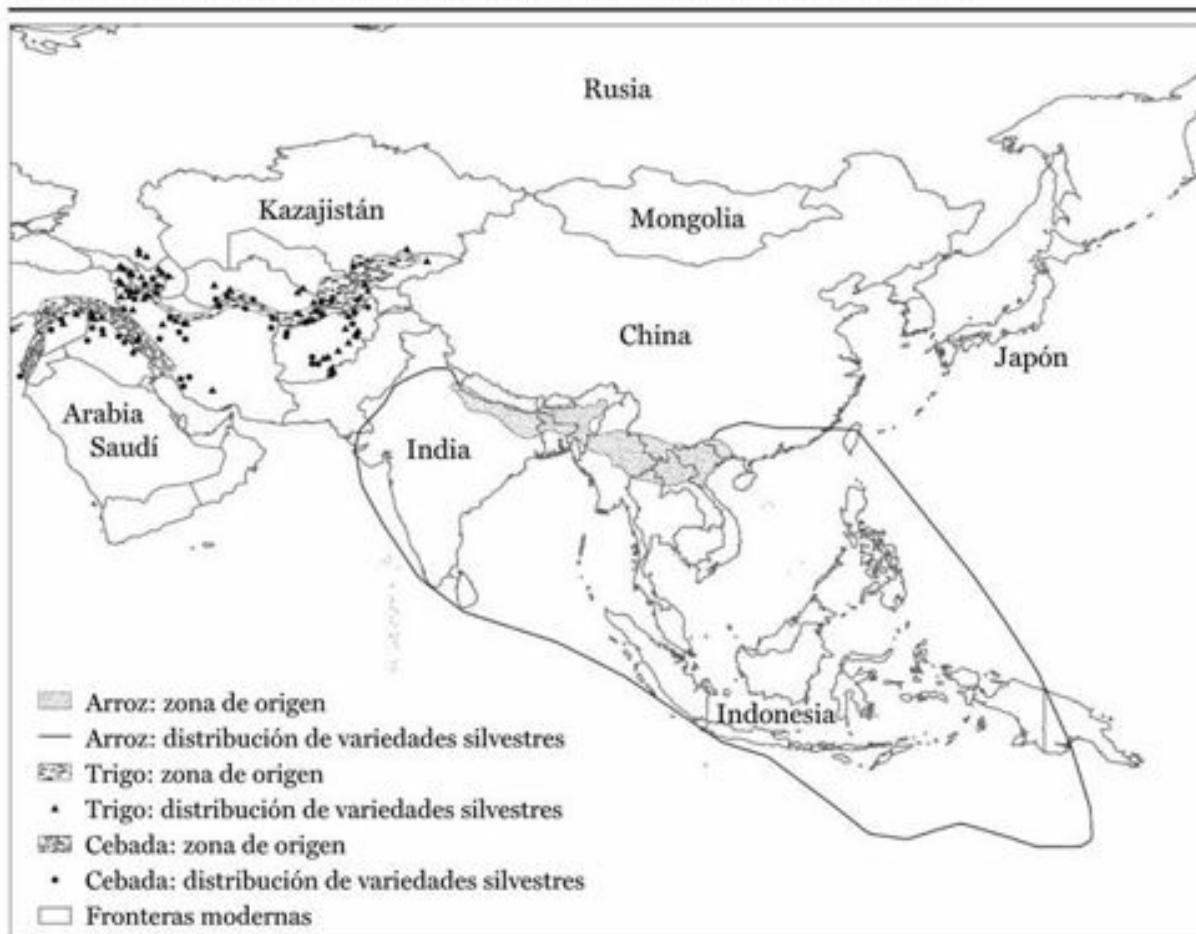 Rusia
Kazajistán
Mongolia
China
Japón
Arabia
Saudí
India
Indonesia
Arroz: zona de origen
Arroz: distribución de variedades silvestres
Trigo: zona de origen
Trigo: distribución de variedades silvestres
Cebada: zona de origen
Cebada: distribución de variedades silvestres
Fronteras modernas